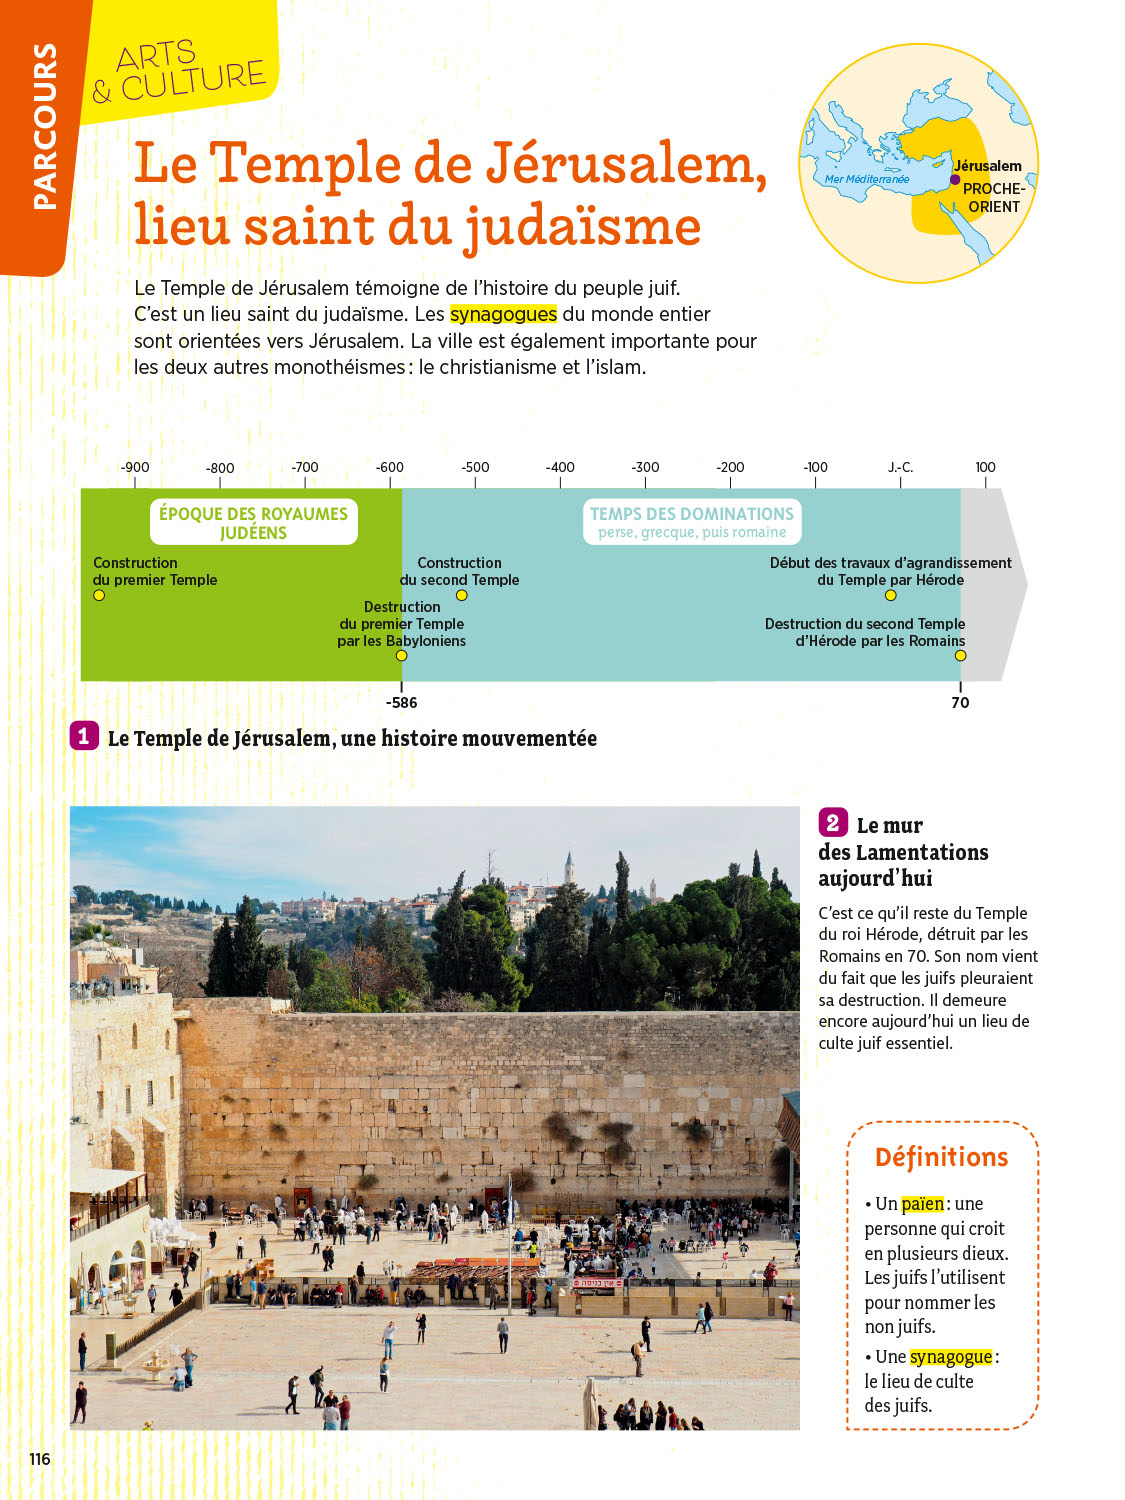 PARCOURS
ARTS
& CULTURE
Le Temple de Jérusalem,
lieu saint du judaïsme
Mer Méditerranée
Jérusalem
PROCHE-
ORIENT
Le Temple de Jérusalem témoigne de l'histoire du peuple juif.
C'est un lieu saint du judaïsme. Les synagogues du monde entier
sont orientées vers Jérusalem. La ville est également importante pour
les deux autres monothéismes : le christianisme et l'islam.
-900 -800 -700 -600 -500 -400 -300 -200 -100 J.-C. 100
ÉPOQUE DES ROYAUMES
JUDÉENS
TEMPS DES DOMINATIONS
perse, grecque, puis romaine
Construction
du premier Temple
Construction
du second Temple
Destruction
du premier Temple
par les Babyloniens
Début des travaux d'agrandissement
du Temple par Hérode
Destruction du second Temple
d'Hérode par les Romains
-586
70
1 Le Temple de Jérusalem, une histoire mouvementée
אין כניסה
2 Le mur
des Lamentations
aujourd'hui
C'est ce qu'il reste du Temple
du roi Hérode, détruit par les
Romains en 70. Son nom vient
du fait que les juifs pleuraient
sa destruction. Il demeure
encore aujourd'hui un lieu de
culte juif essentiel.
Définitions
• Un païen : une
personne qui croit
en plusieurs dieux.
Les juifs l'utilisent
pour nommer les
non juifs.
• Une synagogue :
le lieu de culte
des juifs.
116